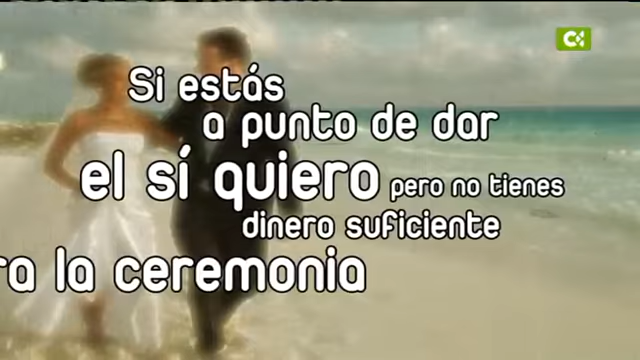 Si estás
a punto de dar
el sí quiero pero no tienes
dinero suficiente
ra la ceremonia